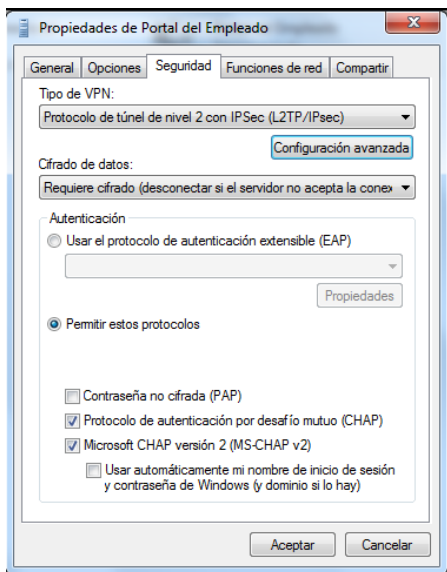 Propiedades de Portal del Empleado
General Opciones Seguridad Funciones de red Compartir
Tipo de VPN:
Protocolo de túnel de nivel 2 con IPSec (L2TP/IPsec)
Configuración avanzada
Cifrado de datos:
Requiere cifrado (desconectar si el servidor no acepta la conex
Autenticación
Usar el protocolo de autenticación extensible (EAP)
Propiedades
Permitir estos protocolos
Contraseña no cifrada (PAP)
Protocolo de autenticación por desafío mutuo (CHAP)
Microsoft CHAP versión 2 (MS-CHAP v2)
Usar automáticamente mi nombre de inicio de sesión
y contraseña de Windows (y dominio si lo hay)
Aceptar Cancelar